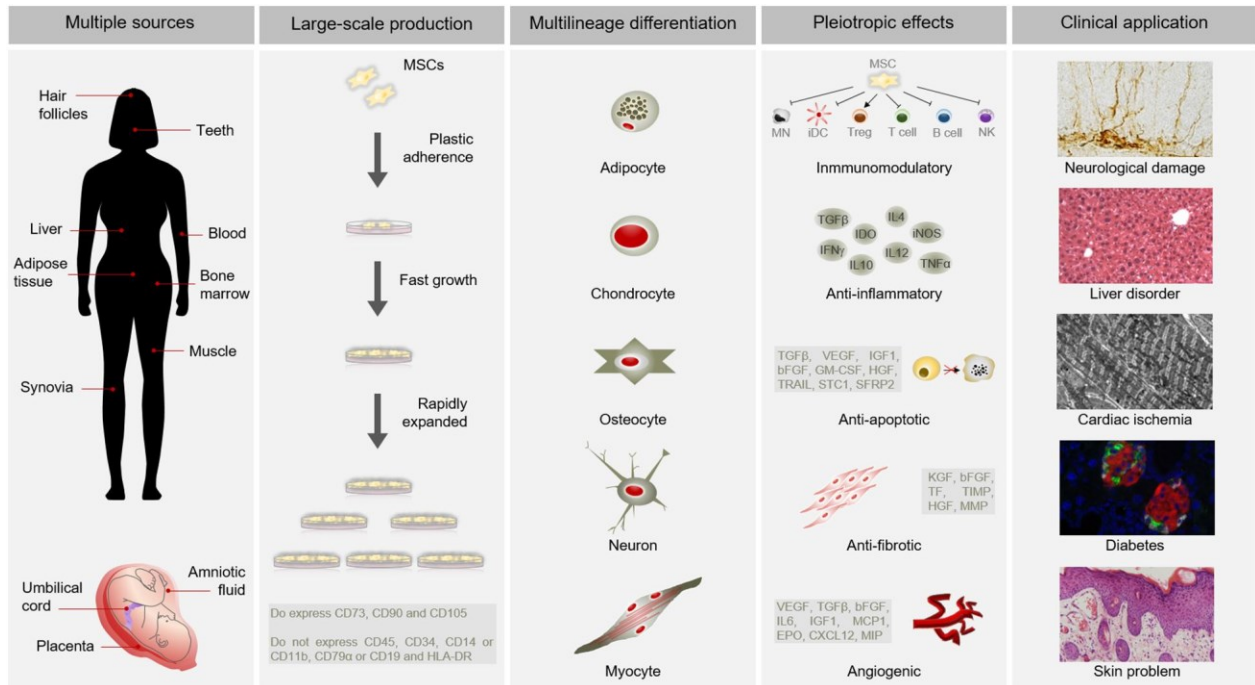 Multiple sources
Large-scale production
Multilineage differentiation
Pleiotropic effects
Clinical application
Hair
follicles
Teeth
Liver
Blood
Adipose
tissue
Bone
marrow
Muscle
Synovia
Amniotic
fluid
Umbilical
cord
Placenta
MSCs
Plastic
adherence
Fast growth
Rapidly
expanded
Do express CD73, CD90 and CD105
Do not express CD45, CD34, CD14 or
CD11b, CD79α or CD19 and HLA-DR
Adipocyte
Chondrocyte
Osteocyte
Neuron
Myocyte
MSC
MN
iDC
Treg
T cell
B cell
NK
Inmmunomodulatory
TGFβ
IL4
IDO
iNOS
IFNγ
IL12
IL10
TNFα
Anti-inflammatory
TGFβ, VEGF, IGF1,
bFGF, GM-CSF, HGF,
TRAIL, STC1, SFRP2
Anti-apoptotic
KGF, bFGF,
TF, TIMP,
HGF, MMP
Anti-fibrotic
VEGF, TGFβ, bFGF,
IL6, IGF1, MCP1,
EPO, CXCL12, MIP
Angiogenic
Neurological damage
Liver disorder
Cardiac ischemia
Diabetes
Skin problem